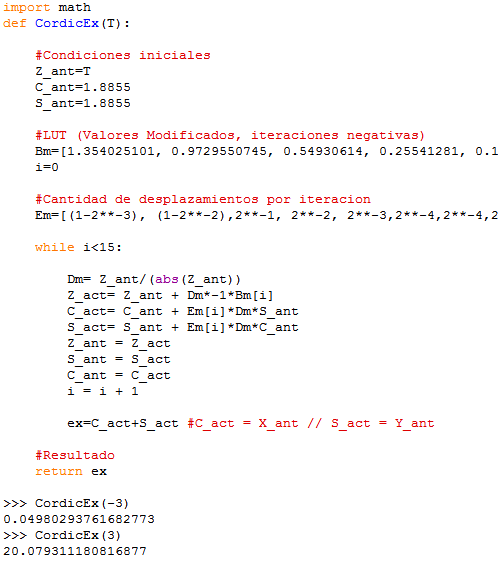 import math
def CordicEx(T):
#Condiciones iniciales
Z_ant=T
C_ant=1.8855
S_ant=1.8855
#LUT (Valores Modificados, iteraciones negativas)
Bm=[1.354025101, 0.9729550745, 0.54930614, 0.25541281, 0.1
i=0
#Cantidad de desplazamientos por iteracion
Em=[(1-2**-3), (1-2**-2),2**-1, 2**-2, 2**-3,2**-4,2**-4,2
while i<15:
Dm= Z_ant/(abs(Z_ant))
Z_act= Z_ant + Dm*-1*Bm[i]
C_act= C_ant + Em[i]*Dm*S_ant
S_act= S_ant + Em[i]*Dm*C_ant
Z_ant = Z_act
S_ant = S_act
C_ant = C_act
i = i + 1
ex=C_act+S_act #C_act = X_ant // S_act = Y_ant
#Resultado
return ex
>>> CordicEx(-3)
0.04980293761682773
>>> CordicEx(3)
20.079311180816877